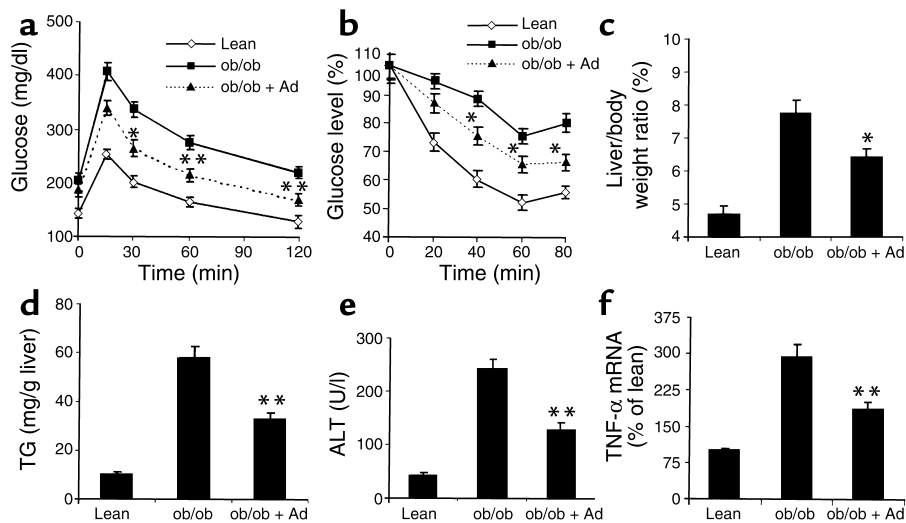 a
500
400
300
200
100
0
30
60
90
120
Glucose (mg/dl)
Time (min)
Lean
ob/ob
ob/ob + Ad
*
* *
* *
b
110
100
90
80
70
60
50
40
0
20
40
60
80
Glucose level (%)
Time (min)
Lean
ob/ob
ob/ob + Ad
*
*
*
c
10
9
8
7
6
5
4
Liver/body
weight ratio (%)
*
Lean
ob/ob
ob/ob + Ad
d
80
60
40
20
0
TG (mg/g liver)
* *
Lean
ob/ob
ob/ob + Ad
e
300
200
100
0
ALT (U/l)
* *
Lean
ob/ob
ob/ob + Ad
f
375
300
225
150
75
0
TNF-α mRNA
(% of lean)
* *
Lean
ob/ob
ob/ob + Ad